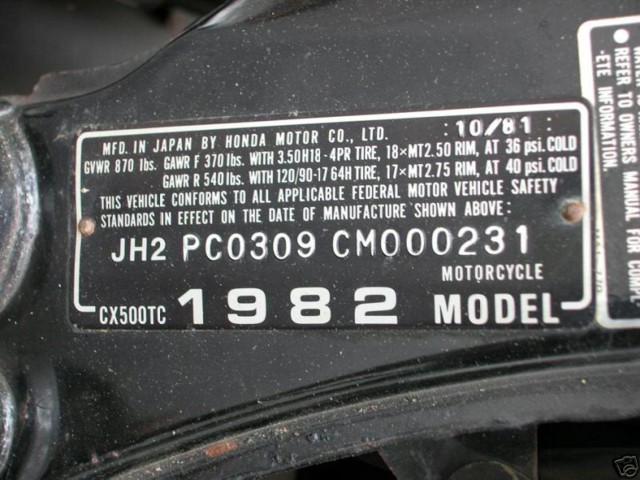 MFD. IN JAPAN BY HONDA MOTOR CO., LTD. :10/81:
GVWR 870 lbs. GAWR F 370 lbs. WITH 3.50H18-4PR TIRE, 18×MT2.50 RIM, AT 36 psi.COLD
GAWR R 540 lbs. WITH 120/90-17 64H TIRE, 17×MT2.75 RIM, AT 40 psi.COLD
THIS VEHICLE CONFORMS TO ALL APPLICABLE FEDERAL MOTOR VEHICLE SAFETY
STANDARDS IN EFFECT ON THE DATE OF MANUFACTURE SHOWN ABOVE:
JH2 PC0309 CM000231
MOTORCYCLE
CX500TC 1982 MODEL
REFER TO OWNERS MANUAL FOR COMP
-ETE INFORMATION.